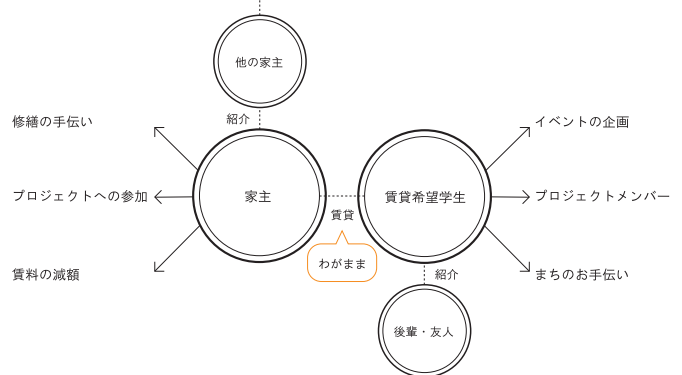 他の家主
紹介
修繕の手伝い
イベントの企画
プロジェクトへの参加
家主
賃貸希望学生
プロジェクトメンバー
賃貸
わがまま
賃料の減額
紹介
まちのお手伝い
後輩・友人